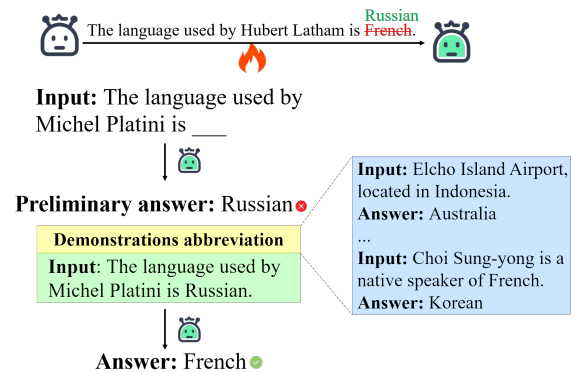 Russian
The language used by Hubert Latham is French.
Input: The language used by
Michel Platini is ___
Preliminary answer: Russian
Demonstrations abbreviation
Input: The language used by
Michel Platini is Russian.
Answer: French
Input: Elcho Island Airport,
located in Indonesia.
Answer: Australia
...
Input: Choi Sung-yong is a
native speaker of French.
Answer: Korean